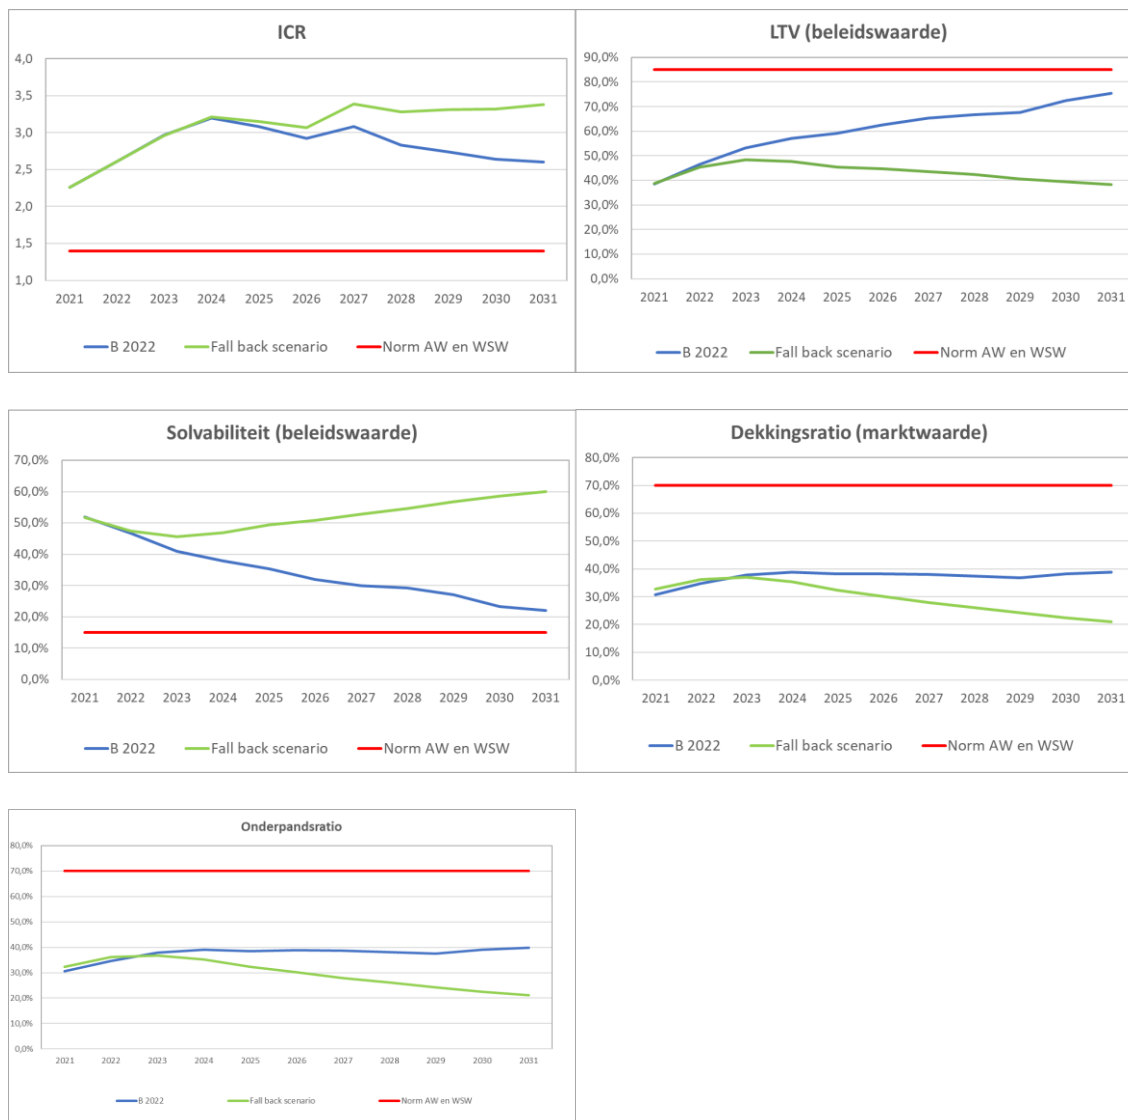 ICR
4,0
3,5
3,0
2,5
2,0
1,5
1,0
2021 2022 2023 2024 2025 2026 2027 2028 2029 2030 2031
B 2022 Fall back scenario Norm AW en WSW
LTV (beleidswaarde)
90,0%
80,0%
70,0%
60,0%
50,0%
40,0%
30,0%
20,0%
10,0%
0,0%
2021 2022 2023 2024 2025 2026 2027 2028 2029 2030 2031
B 2022 Fall back scenario Norm AW en WSW
Solvabiliteit (beleidswaarde)
70,0%
60,0%
50,0%
40,0%
30,0%
20,0%
10,0%
0,0%
2021 2022 2023 2024 2025 2026 2027 2028 2029 2030 2031
B 2022 Fall back scenario Norm AW en WSW
Dekkingsratio (marktwaarde)
80,0%
70,0%
60,0%
50,0%
40,0%
30,0%
20,0%
10,0%
0,0%
2021 2022 2023 2024 2025 2026 2027 2028 2029 2030 2031
B 2022 Fall back scenario Norm AW en WSW
Onderpandsratio
80,0%
70,0%
60,0%
50,0%
40,0%
30,0%
20,0%
10,0%
0,0%
2021 2022 2023 2024 2025 2026 2027 2028 2029 2030 2031
B 2022 Fall back scenario Norm AW en WSW